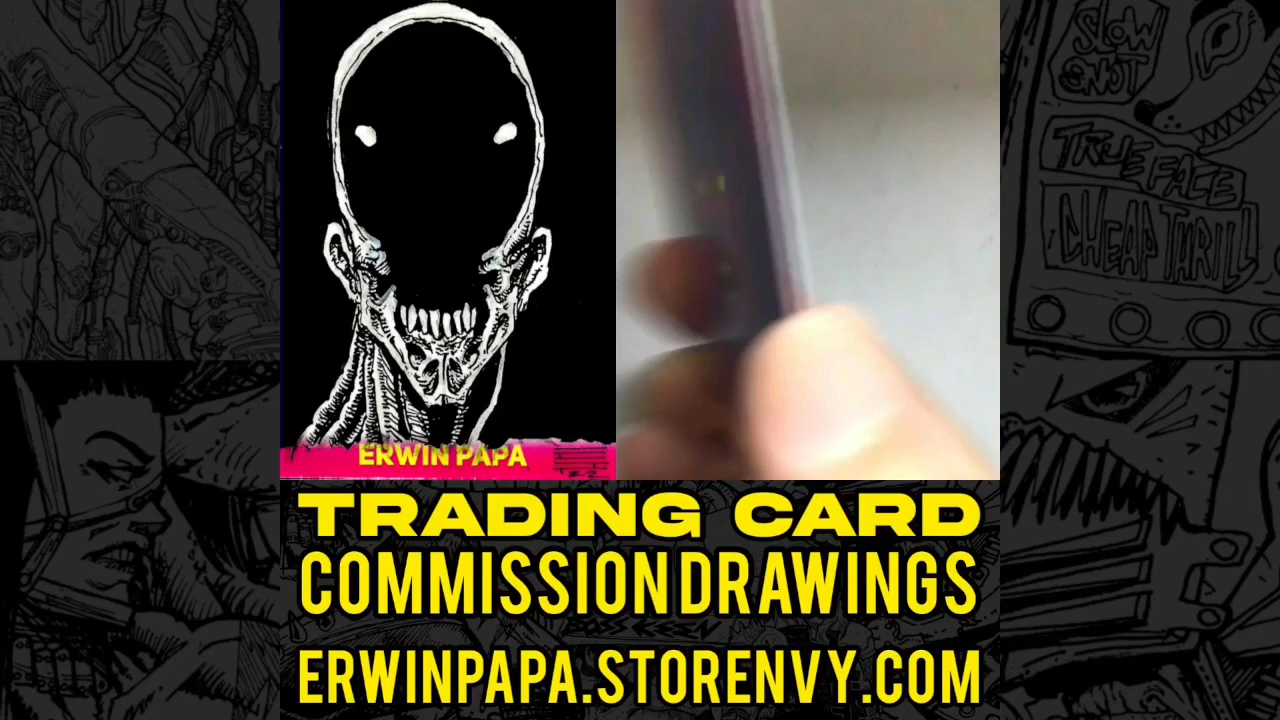 SLOW
SNOT
TRUE FACE
CHEAP THRILL
ERWIN PAPA
TRADING CARD
COMMISSION DRAWINGS
ERWINPAPA.STORENVY.COM